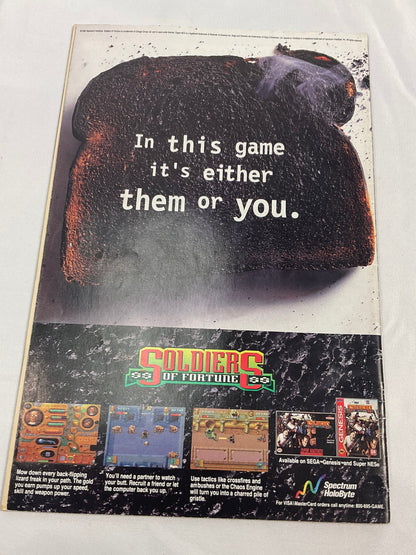 In this game
it's either
them or you.
SOLDIERS
OF FORTUNE
GENESIS
Mow down every back-flipping
lizard freak in your path. The gold
you earn pumps up your speed,
skill and weapon power.
You'll need a partner to watch
your butt. Recruit a friend or let
the computer back you up.
Use tactics like crossfires and
ambushes or the Chaos Engine
will turn you into a charred pile of
gristle.
Available on SEGA™Genesis™and Super NES®
Spectrum
HoloByte
For VISA/MasterCard orders call anytime: 800-695-GAME